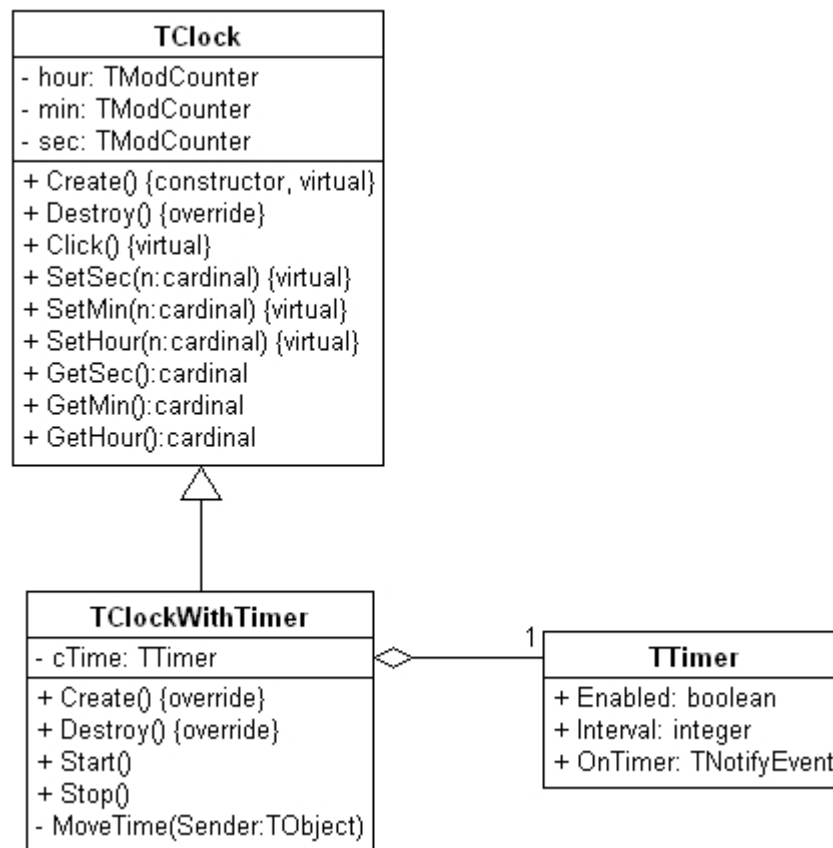 TClock
- hour: TModCounter
- min: TModCounter
- sec: TModCounter
+ Create() {constructor, virtual}
+ Destroy() {override}
+ Click() {virtual}
+ SetSec(n:cardinal) {virtual}
+ SetMin(n:cardinal) {virtual}
+ SetHour(n:cardinal) {virtual}
+ GetSec():cardinal
+ GetMin():cardinal
+ GetHour():cardinal
TClockWithTimer
- cTime: TTimer
+ Create() {override}
+ Destroy() {override}
+ Start()
+ Stop()
- MoveTime(Sender:TObject)
1
TTimer
+ Enabled: boolean
+ Interval: integer
+ OnTimer: TNotifyEvent